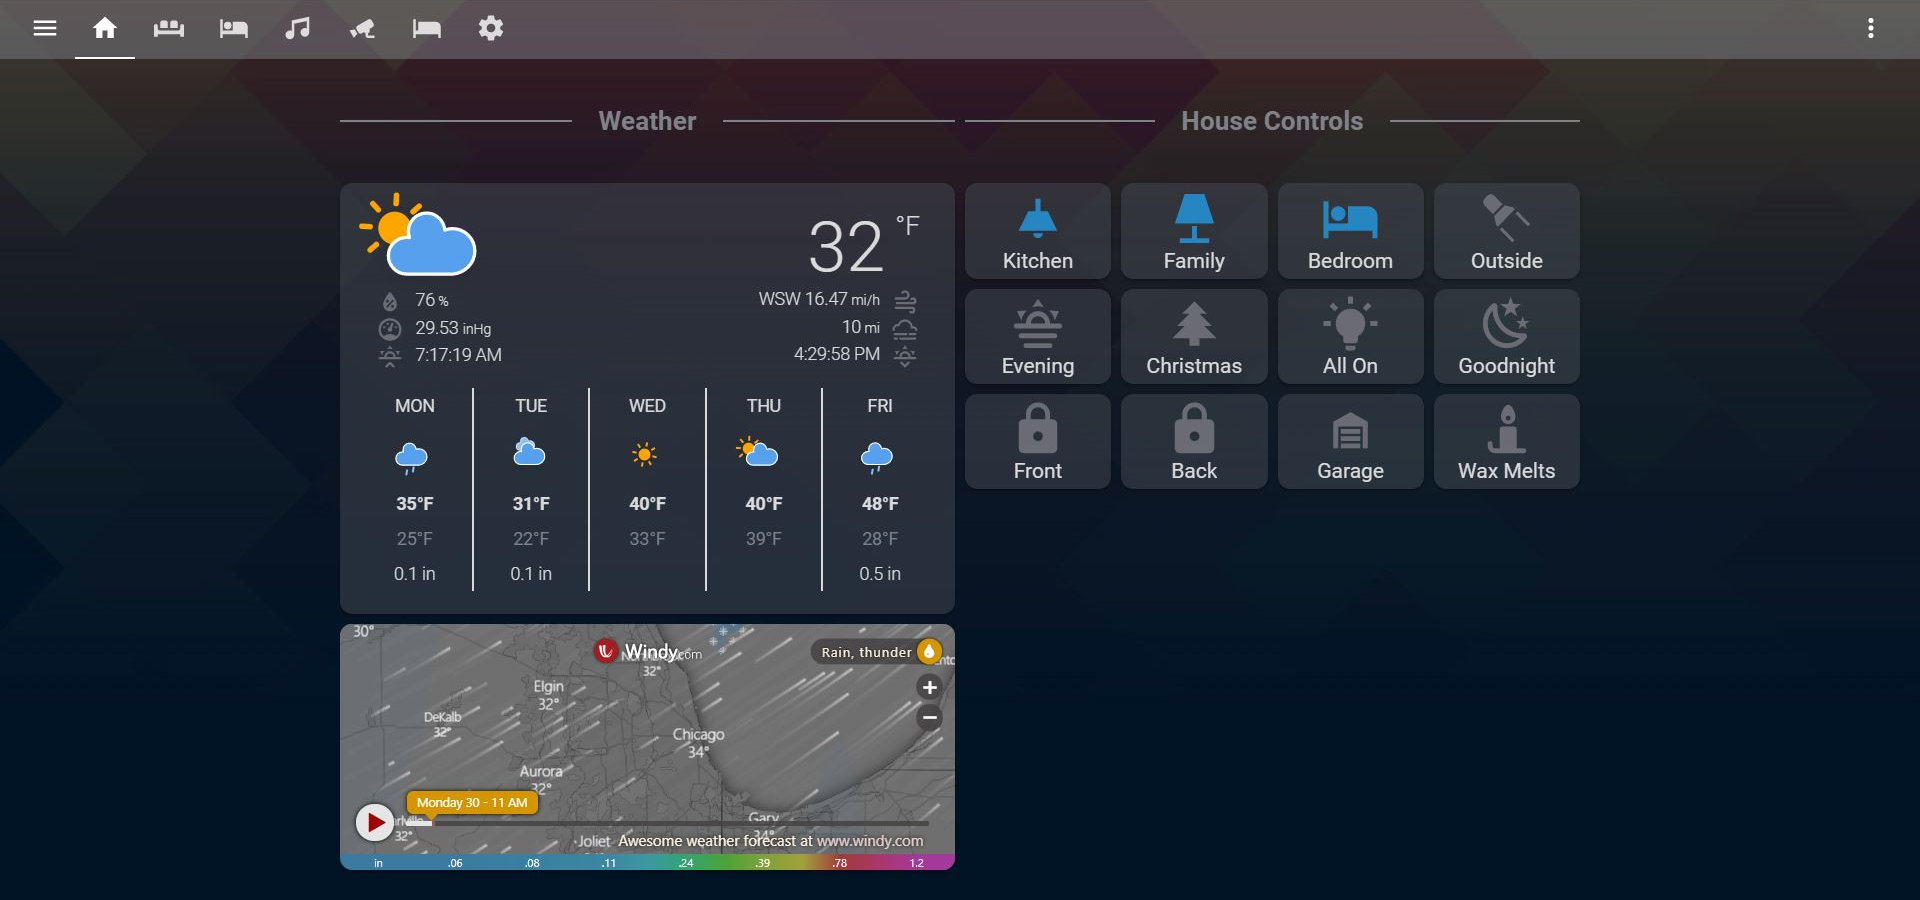 Weather
House Controls
32 °F
76 %
29.53 inHg
7:17:19 AM
WSW 16.47 mi/h
10 mi
4:29:58 PM
MON TUE WED THU FRI
35°F 31°F 40°F 40°F 48°F
25°F 22°F 33°F 39°F 28°F
0.1 in 0.1 in 0.5 in
Kitchen Family Bedroom Outside
Evening Christmas All On Goodnight
Front Back Garage Wax Melts
30°
Windy.com
Rain, thunder
32°
Elgin
32°
DeKalb
32°
Chicago
34°
Aurora
32°
Monday 30 - 11 AM
32°
Gary
34°
Joliet
Awesome weather forecast at www.windy.com
in .06 .08 .11 .24 .39 .78 1.2